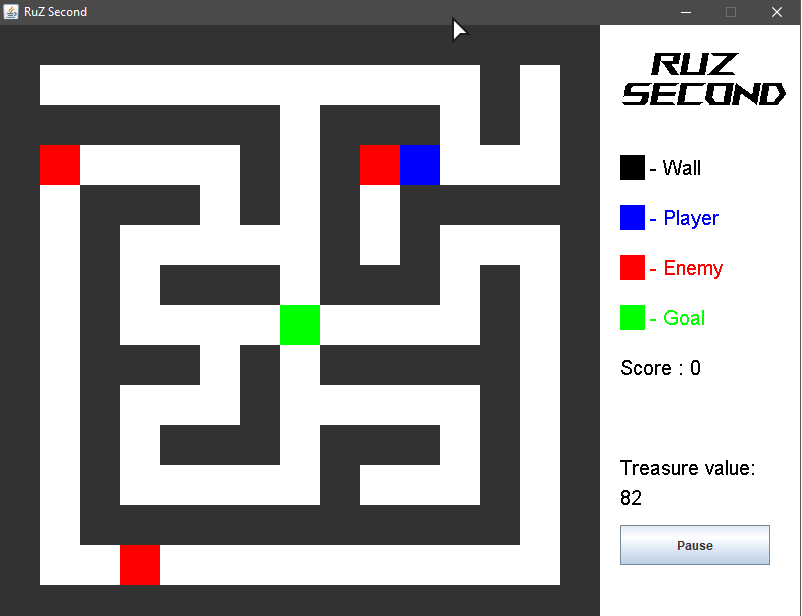 RuZ Second
RUZ
SECOND
- Wall
- Player
- Enemy
- Goal
Score : 0
Treasure value:
82
Pause